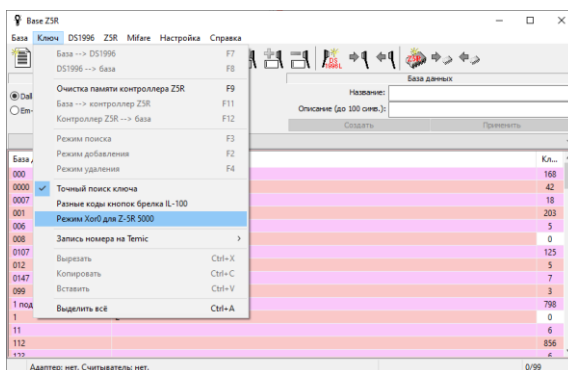 Base Z5R
База Ключ DS1996 Z5R Mifare Настройка Справка
База --> DS1996 F7
DS1996 --> база F8
Очистка памяти контроллера Z5R F9
База --> контроллер Z5R F11
Контроллер Z5R --> база F12
Режим поиска F3
Режим добавления F2
Режим удаления F4
Точный поиск ключа
Разные коды кнопок брелка IL-100
Режим Xor0 для Z-5R 5000
Запись номера на Temic
Вырезать Ctrl+X
Копировать Ctrl+C
Вставить Ctrl+V
Выделить всё Ctrl+A
DS 1996L
База данных
Dall
Em-
Название:
Описание (до 100 симв.):
Создать Применить
База Кл...
000 168
0000 42
0007 18
001 203
006 5
008 0
0107 125
012 5
0147 7
099 3
1 под 798
1 0
11 6
112 856
Адаптер: нет. Считыватель: нет. 0/99